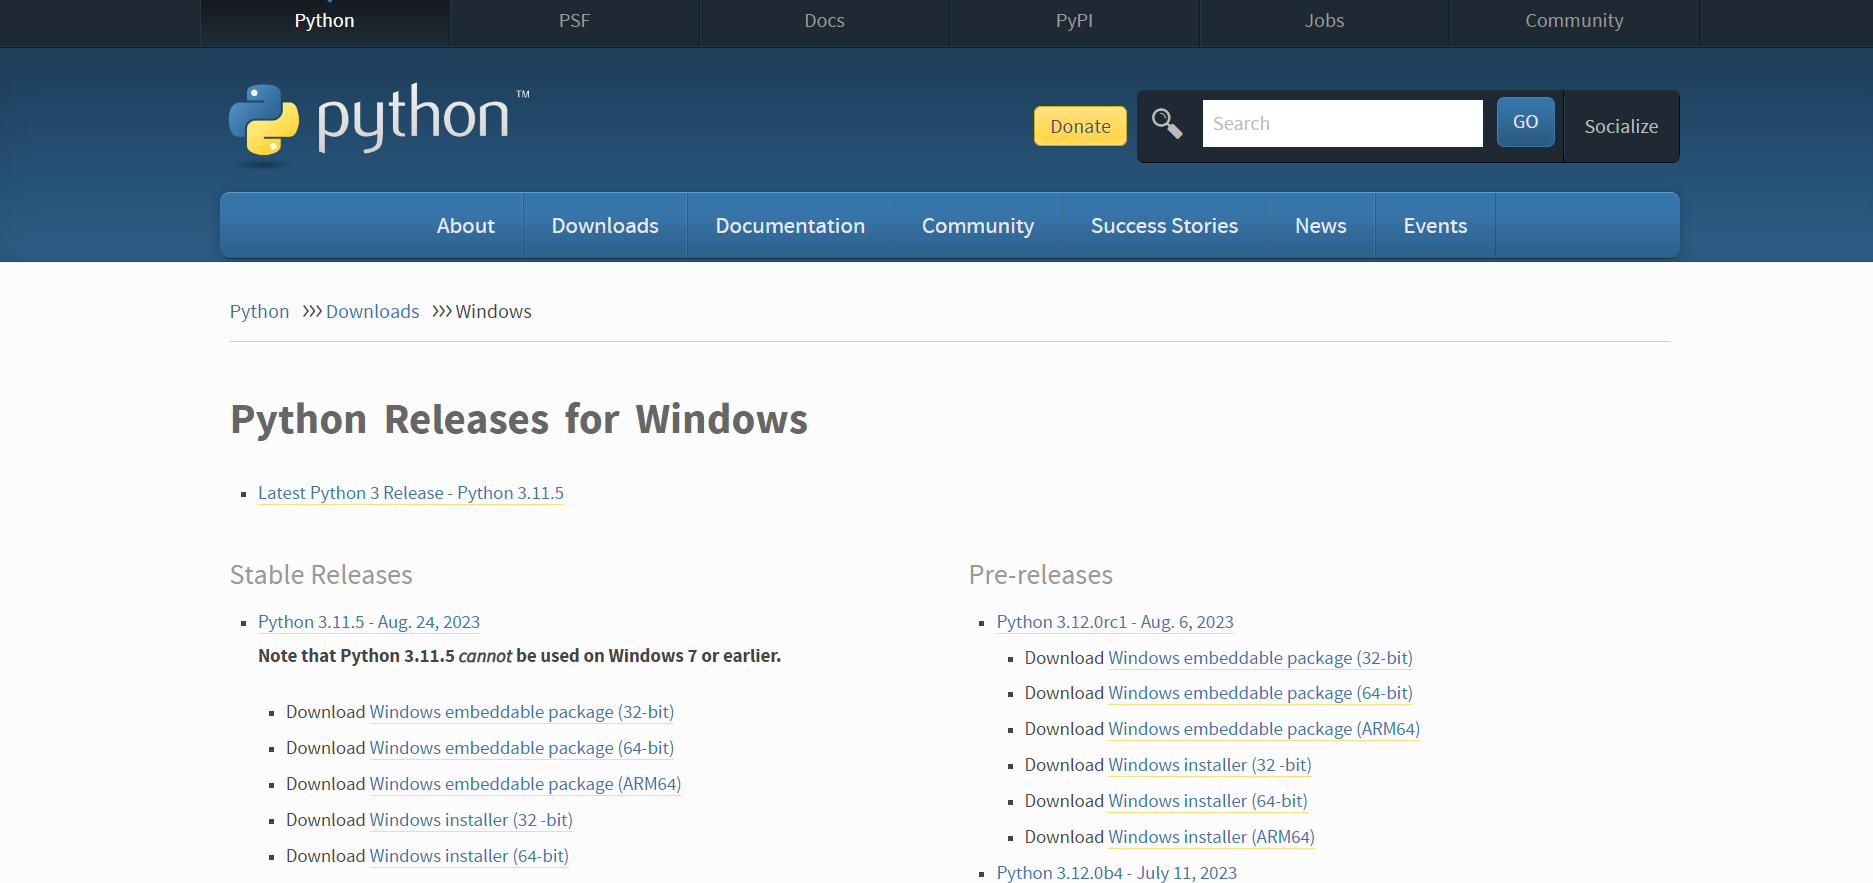 Python PSF Docs PyPI Jobs Community
python™
Donate Search GO Socialize
About Downloads Documentation Community Success Stories News Events
Python >>> Downloads >>> Windows
Python Releases for Windows
Latest Python 3 Release - Python 3.11.5
Stable Releases
Python 3.11.5 - Aug. 24, 2023
Note that Python 3.11.5 cannot be used on Windows 7 or earlier.
Download Windows embeddable package (32-bit)
Download Windows embeddable package (64-bit)
Download Windows embeddable package (ARM64)
Download Windows installer (32 -bit)
Download Windows installer (64-bit)
Pre-releases
Python 3.12.0rc1 - Aug. 6, 2023
Download Windows embeddable package (32-bit)
Download Windows embeddable package (64-bit)
Download Windows embeddable package (ARM64)
Download Windows installer (32 -bit)
Download Windows installer (64-bit)
Download Windows installer (ARM64)
Python 3.12.0b4 - July 11, 2023